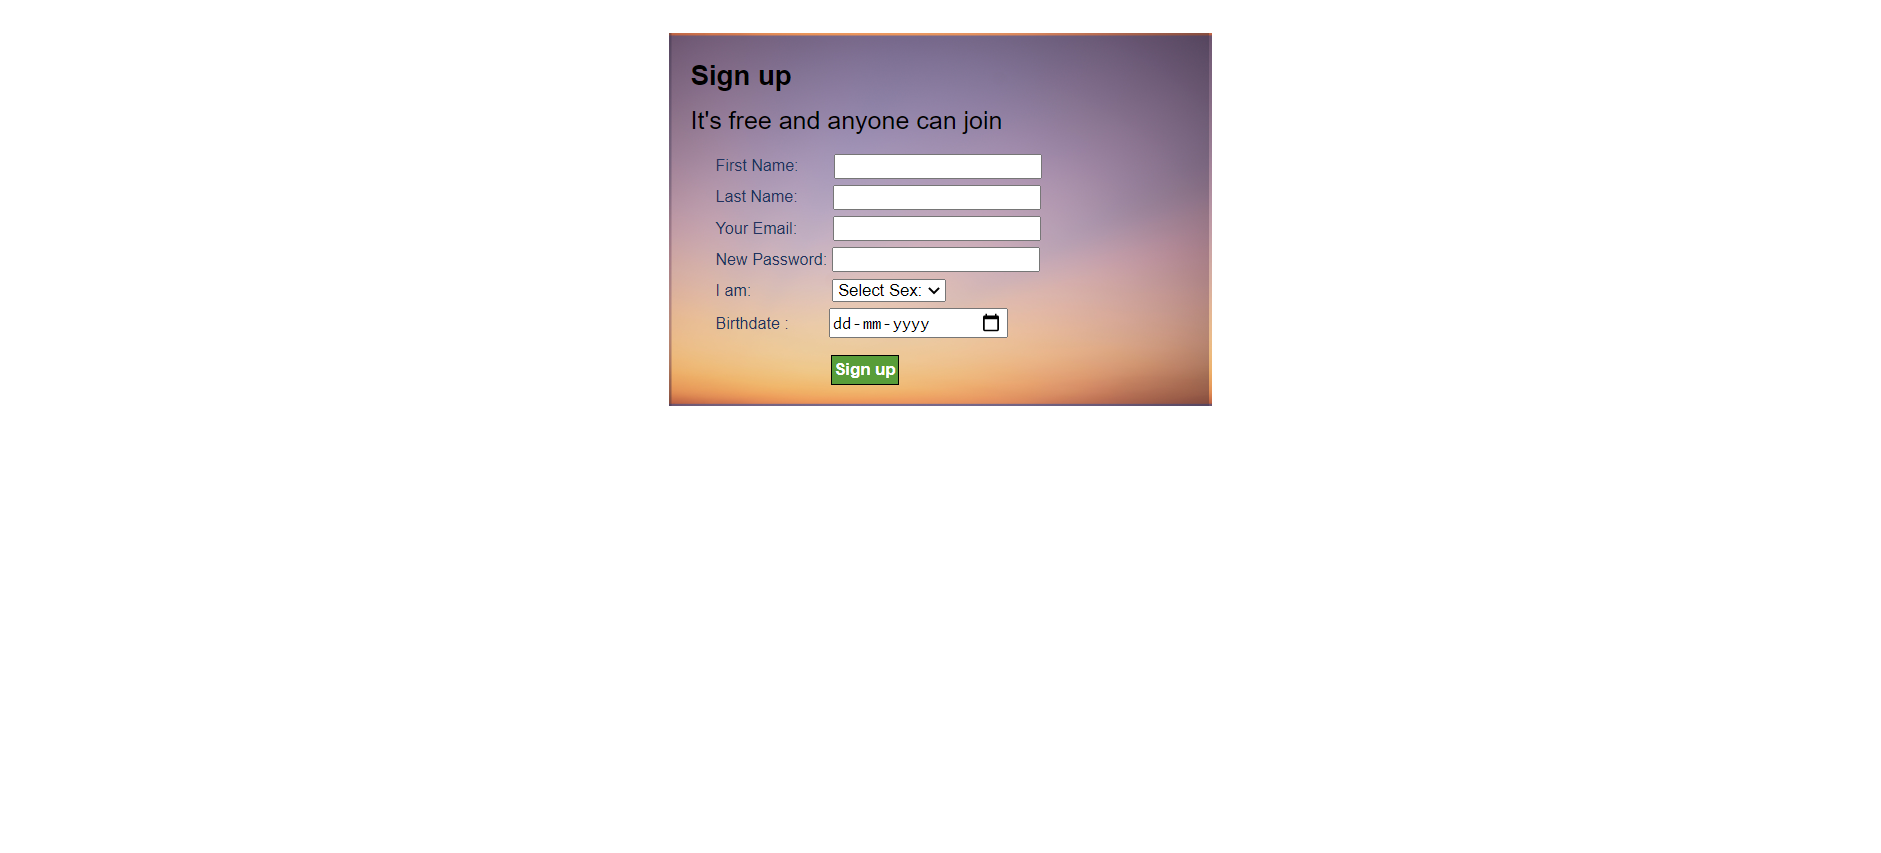 Sign up
It's free and anyone can join
First Name:
Last Name:
Your Email:
New Password:
I am: Select Sex:
Birthdate : dd-mm-yyyy
Sign up